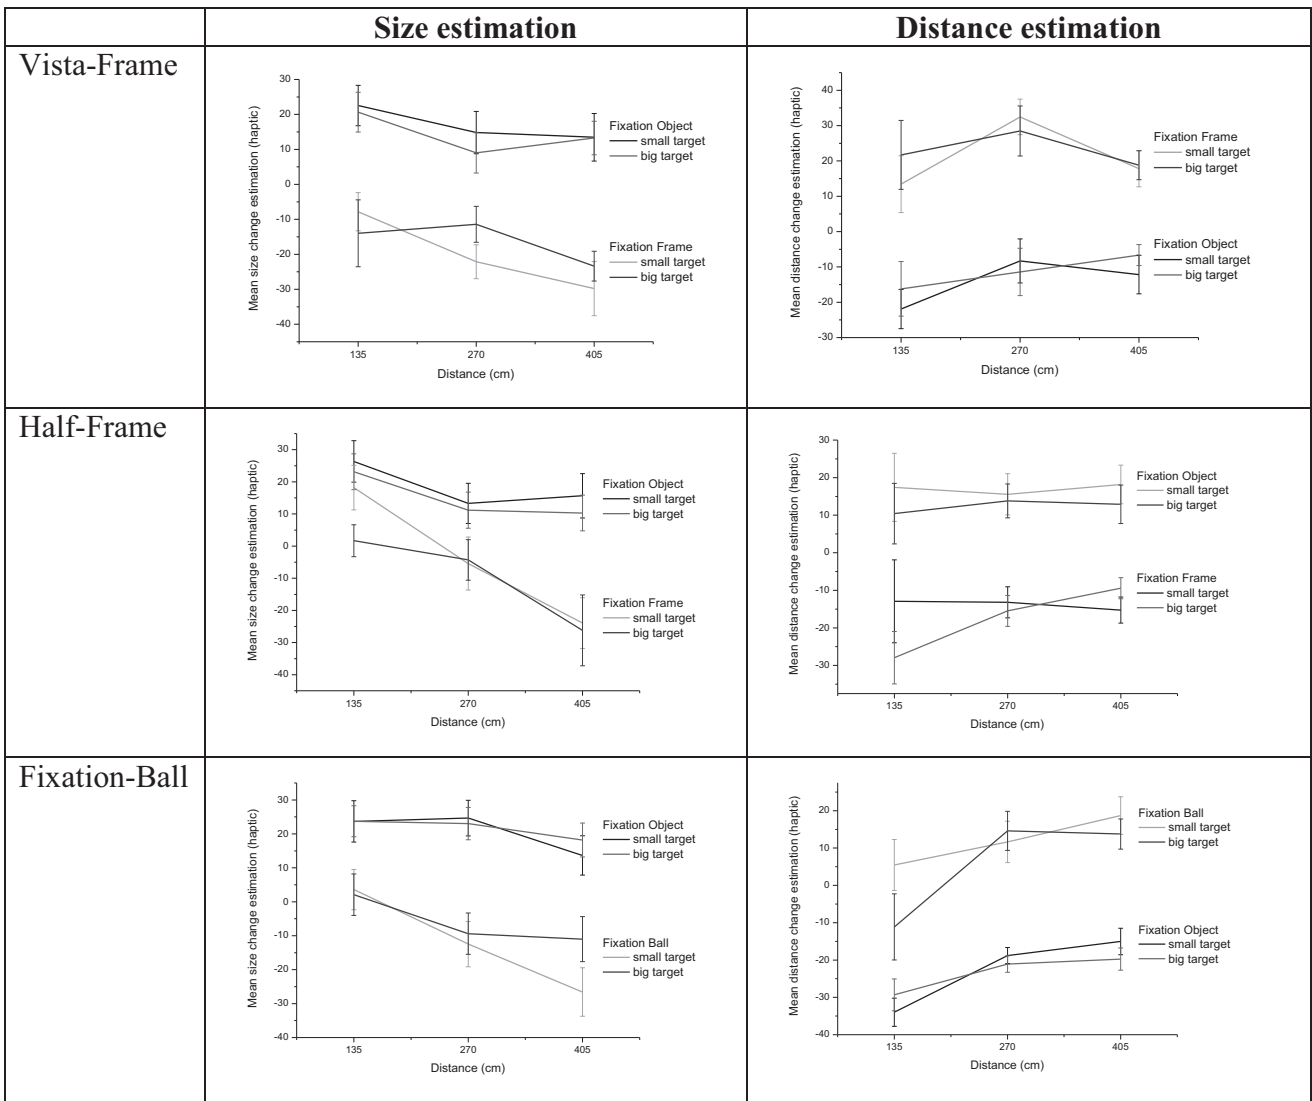 Size estimation
Distance estimation
Vista-Frame
Mean size change estimation (haptic)
30
20
10
0
-10
-20
-30
-40
135
270
405
Distance (cm)
Fixation Object
small target
big target
Fixation Frame
small target
big target
Mean distance change estimation (haptic)
40
30
20
10
0
-10
-20
-30
135
270
405
Distance (cm)
Fixation Frame
small target
big target
Fixation Object
small target
big target
Half-Frame
Mean size change estimation (haptic)
30
20
10
0
-10
-20
-30
-40
135
270
405
Distance (cm)
Fixation Object
small target
big target
Fixation Frame
small target
big target
Mean distance change estimation (haptic)
30
20
10
0
-10
-20
-30
135
270
405
Distance (cm)
Fixation Object
small target
big target
Fixation Frame
small target
big target
Fixation-Ball
Mean size change estimation (haptic)
30
20
10
0
-10
-20
-30
-40
135
270
405
Distance (cm)
Fixation Object
small target
big target
Fixation Ball
small target
big target
Mean distance change estimation (haptic)
20
10
0
-10
-20
-30
-40
135
270
405
Distance (cm)
Fixation Ball
small target
big target
Fixation Object
small target
big target